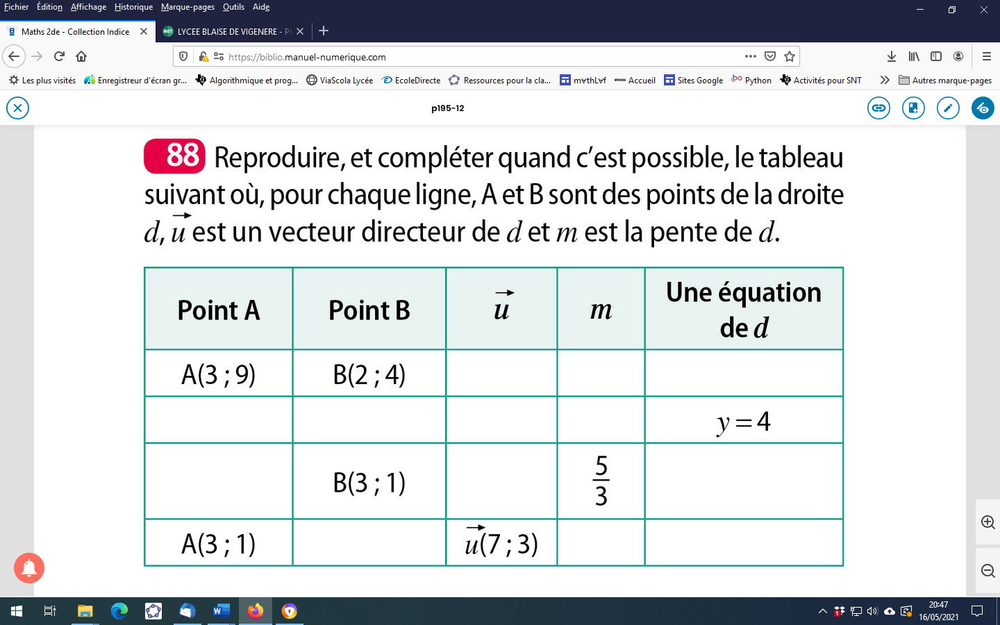 Fichier Édition Affichage Historique Marque-pages Outils Aide
Maths 2de - Collection Indice
LYCEE BLAISE DE VIGENERE - P
https://biblio.manuel-numerique.com
Les plus visités Enregistreur d'écran gr... Algorithmique et prog... ViaScola Lycée EcoleDirecte Ressources pour la cla... m∀thL∀f Accueil Sites Google Python Activités pour SNT Autres marque-pages
p195-12
88 Reproduire, et compléter quand c’est possible, le tableau
suivant où, pour chaque ligne, A et B sont des points de la droite
d, u⃗ est un vecteur directeur de d et m est la pente de d.
Point A Point B u⃗ m Une équation
de d
A(3 ; 9) B(2 ; 4)
y = 4
B(3 ; 1) 5/3
A(3 ; 1) u⃗(7 ; 3)
20:47
16/05/2021